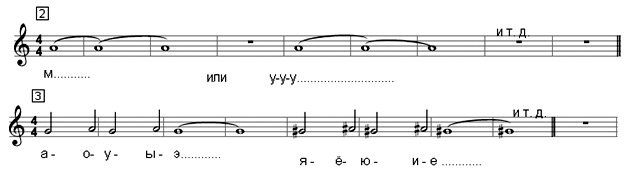 2
и т. д.
м........... или у-у-у.............................
3
и т. д.
а- о- у- ы- э............ я- ё- ю- и-е ............